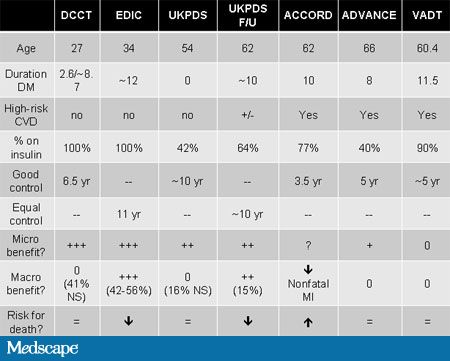 DCCT EDIC UKPDS UKPDS F/U ACCORD ADVANCE VADT
Age 27 34 54 62 62 66 60.4
Duration DM 2.6/~8.7 ~12 0 ~10 10 8 11.5
High-risk CVD no no no +/- Yes Yes Yes
% on insulin 100% 100% 42% 64% 77% 40% 90%
Good control 6.5 yr -- ~10 yr -- 3.5 yr 5 yr ~5 yr
Equal control -- 11 yr -- ~10 yr -- -- --
Micro benefit? +++ +++ ++ ++ ? + 0
Macro benefit? 0 (41% NS) +++ (42-56%) 0 (16% NS) ++ (15%) ↓ Nonfatal MI 0 0
Risk for death? = ↓ = ↓ ↑ = =
Medscape